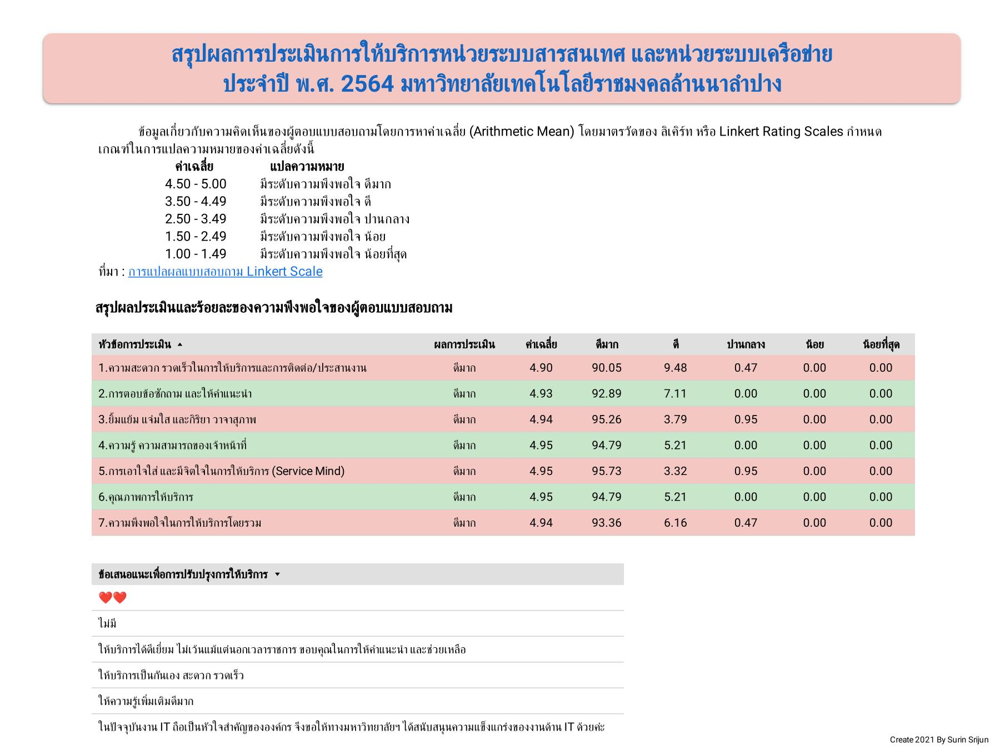 สรุปผลการประเมินการให้บริการหน่วยระบบสารสนเทศ และหน่วยระบบเครือข่าย
ประจำปี พ.ศ. 2564 มหาวิทยาลัยเทคโนโลยีราชมงคลล้านนาลำปาง
ข้อมูลเกี่ยวกับความคิดเห็นของผู้ตอบแบบสอบถามโดยการหาค่าเฉลี่ย (Arithmetic Mean) โดยมาตรวัดของ ลิเคิร์ท หรือ Linkert Rating Scales กำหนด
เกณฑ์ในการแปลความหมายของค่าเฉลี่ยดังนี้
ค่าเฉลี่ย แปลความหมาย
4.50 - 5.00 มีระดับความพึงพอใจ ดีมาก
3.50 - 4.49 มีระดับความพึงพอใจ ดี
2.50 - 3.49 มีระดับความพึงพอใจ ปานกลาง
1.50 - 2.49 มีระดับความพึงพอใจ น้อย
1.00 - 1.49 มีระดับความพึงพอใจ น้อยที่สุด
ที่มา : การแปลผลแบบสอบถาม Linkert Scale
สรุปผลประเมินและร้อยละของความพึงพอใจของผู้ตอบแบบสอบถาม
หัวข้อการประเมิน ผลการประเมิน ค่าเฉลี่ย ดีมาก ดี ปานกลาง น้อย น้อยที่สุด
1.ความสะดวก รวดเร็วในการให้บริการและการติดต่อ/ประสานงาน ดีมาก 4.90 90.05 9.48 0.47 0.00 0.00
2.การตอบข้อซักถาม และให้คำแนะนำ ดีมาก 4.93 92.89 7.11 0.00 0.00 0.00
3.ยิ้มแย้ม แจ่มใส และกิริยา วาจาสุภาพ ดีมาก 4.94 95.26 3.79 0.95 0.00 0.00
4.ความรู้ ความสามารถของเจ้าหน้าที่ ดีมาก 4.95 94.79 5.21 0.00 0.00 0.00
5.การเอาใจใส่ และมีจิตใจในการให้บริการ (Service Mind) ดีมาก 4.95 95.73 3.32 0.95 0.00 0.00
6.คุณภาพการให้บริการ ดีมาก 4.95 94.79 5.21 0.00 0.00 0.00
7.ความพึงพอใจในการให้บริการโดยรวม ดีมาก 4.94 93.36 6.16 0.47 0.00 0.00
ข้อเสนอแนะเพื่อการปรับปรุงการให้บริการ
❤️❤️
ไม่มี
ให้บริการได้ดีเยี่ยม ไม่เว้นแม้แต่นอกเวลาราชการ ขอบคุณในการให้คำแนะนำ และช่วยเหลือ
ให้บริการเป็นกันเอง สะดวก รวดเร็ว
ให้ความรู้เพิ่มเติมดีมาก
ในปัจจุบันงาน IT ถือเป็นหัวใจสำคัญขององค์กร จึงขอให้ทางมหาวิทยาลัยฯ ได้สนับสนุนความแข็งแกร่งของงานด้าน IT ด้วยค่ะ
Create 2021 By Surin Srijun